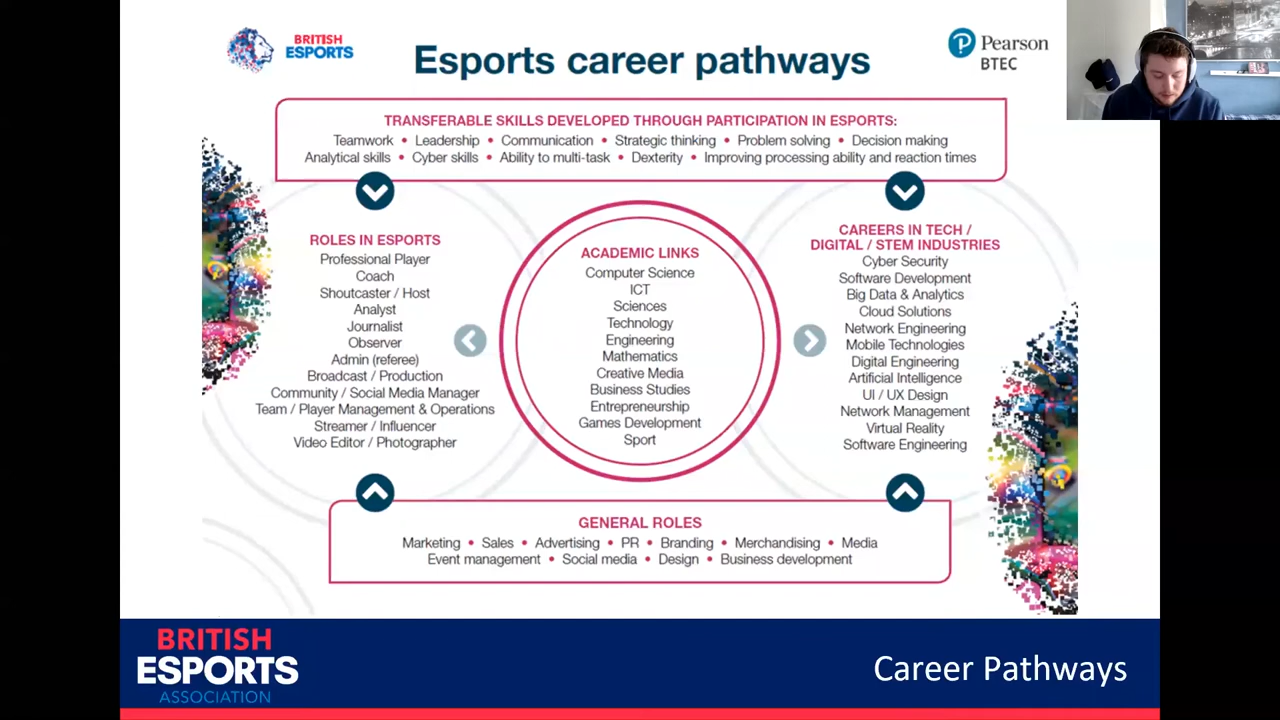 BRITISH
ESPORTS
Esports career pathways
Pearson
BTEC
TRANSFERABLE SKILLS DEVELOPED THROUGH PARTICIPATION IN ESPORTS:
Teamwork • Leadership • Communication • Strategic thinking • Problem solving • Decision making
Analytical skills • Cyber skills • Ability to multi-task • Dexterity • Improving processing ability and reaction times
ROLES IN ESPORTS
Professional Player
Coach
Shoutcaster / Host
Analyst
Journalist
Observer
Admin (referee)
Broadcast / Production
Community / Social Media Manager
Team / Player Management & Operations
Streamer / Influencer
Video Editor / Photographer
ACADEMIC LINKS
Computer Science
ICT
Sciences
Technology
Engineering
Mathematics
Creative Media
Business Studies
Entrepreneurship
Games Development
Sport
CAREERS IN TECH /
DIGITAL / STEM INDUSTRIES
Cyber Security
Software Development
Big Data & Analytics
Cloud Solutions
Network Engineering
Mobile Technologies
Digital Engineering
Artificial Intelligence
UI / UX Design
Network Management
Virtual Reality
Software Engineering
GENERAL ROLES
Marketing • Sales • Advertising • PR • Branding • Merchandising • Media
Event management • Social media • Design • Business development
BRITISH
ESPORTS
ASSOCIATION
Career Pathways